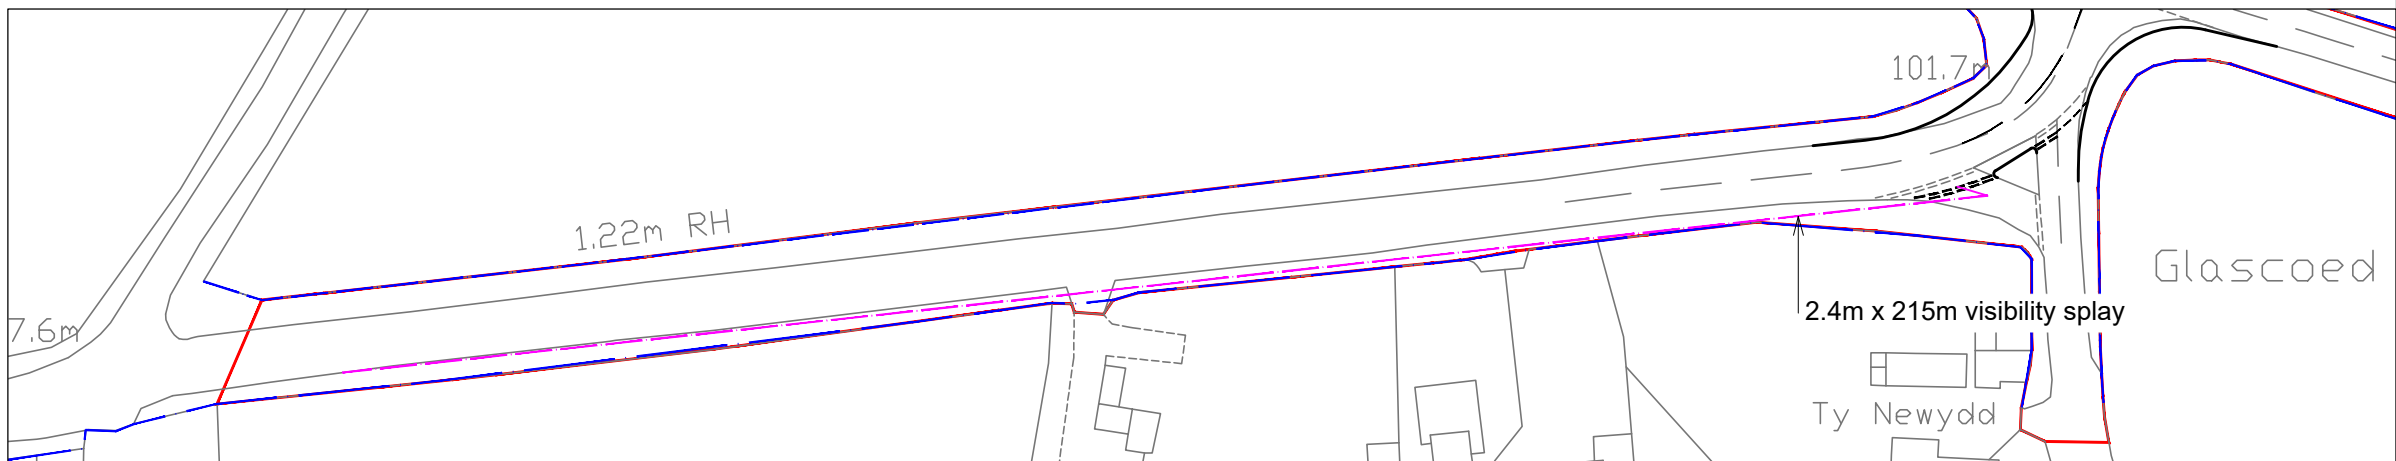 101.7m
1.22m RH
Glascoed
7.6m
2.4m x 215m visibility splay
Ty Newydd